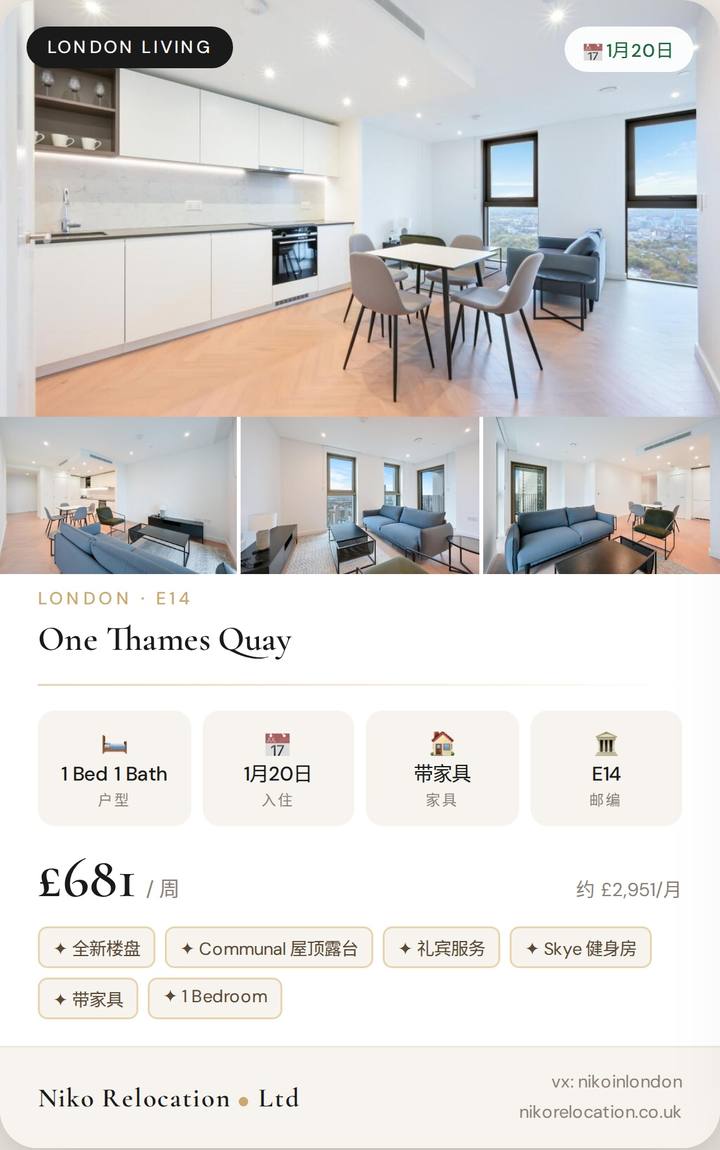 LONDON LIVING
1月20日
LONDON · E14
One Thames Quay
1 Bed 1 Bath
户型
17
1月20日
入住
带家具
家具
E14
邮编
£681 / 周
约 £2,951/月
✦ 全新楼盘
✦ Communal 屋顶露台
✦ 礼宾服务
✦ Skye 健身房
✦ 带家具
✦ 1 Bedroom
Niko Relocation • Ltd
vx: nikoinlondon
nikorelocation.co.uk